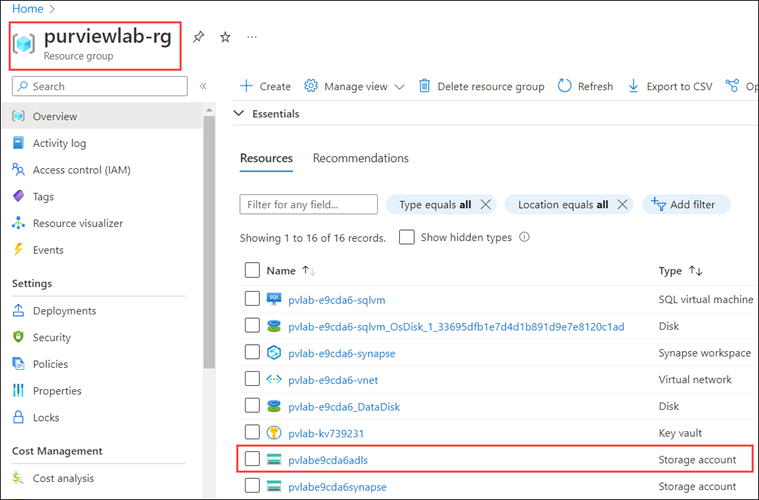 Home >
purviewlab-rg
Resource group
Search
Overview
Activity log
Access control (IAM)
Tags
Resource visualizer
Events
Settings
Deployments
Security
Policies
Properties
Locks
Cost Management
Cost analysis
Create Manage view Delete resource group Refresh Export to CSV Op
Essentials
Resources Recommendations
Filter for any field... Type equals all Location equals all Add filter
Showing 1 to 16 of 16 records. Show hidden types
Name Type
pvlab-e9cda6-sqlvm SQL virtual machine
pvlab-e9cda6-sqlvm_OsDisk_1_33695dfb1e7d4d1b891d9e7e8120c1ad Disk
pvlab-e9cda6-synapse Synapse workspace
pvlab-e9cda6-vnet Virtual network
pvlab-e9cda6_DataDisk Disk
pvlab-kv739231 Key vault
pvlabe9cda6adls Storage account
pvlabe9cda6synapse Storage account